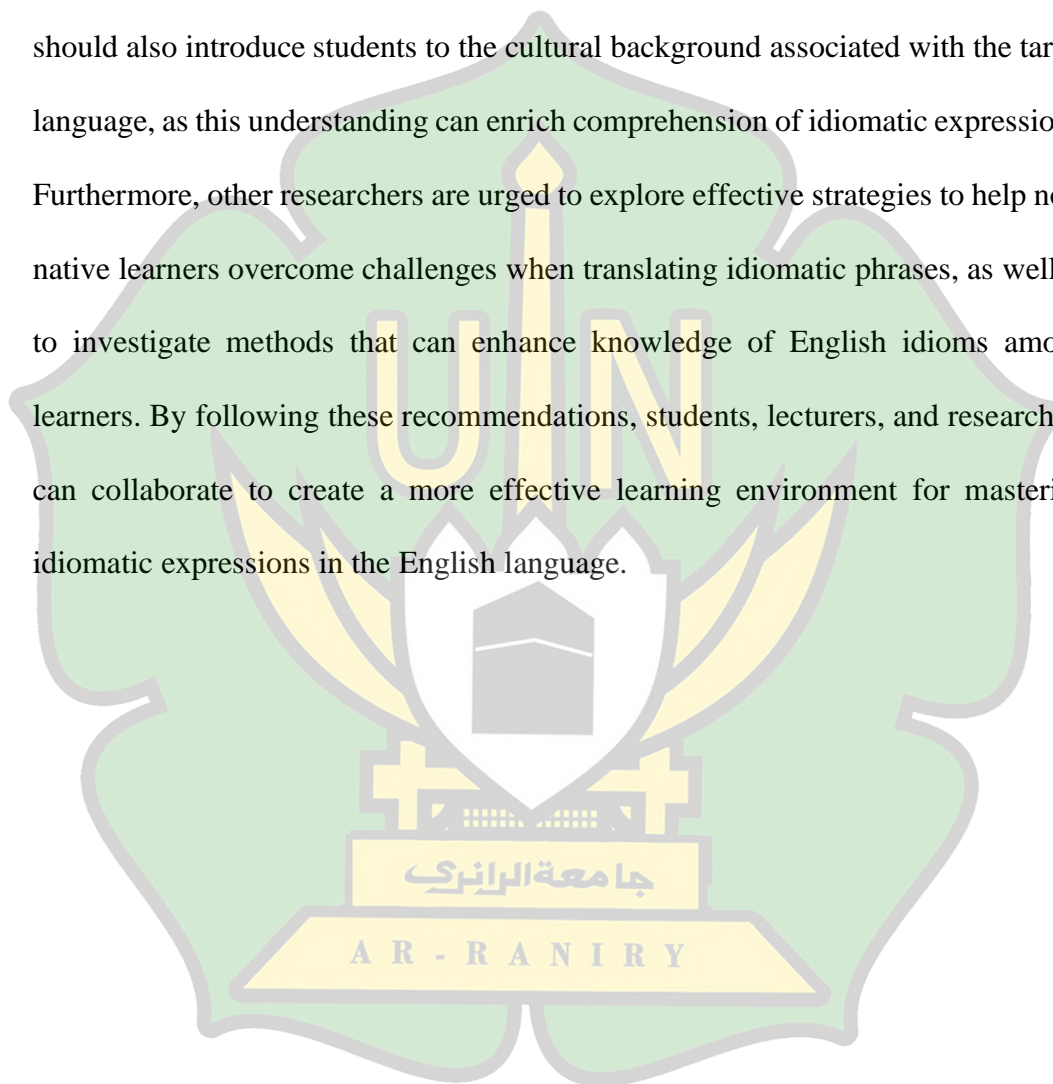 should also introduce students to the cultural background associated with the tar
language, as this understanding can enrich comprehension of idiomatic expressio
Furthermore, other researchers are urged to explore effective strategies to help no
native learners overcome challenges when translating idiomatic phrases, as well
to investigate methods that can enhance knowledge of English idioms amo
learners. By following these recommendations, students, lecturers, and research
can collaborate to create a more effective learning environment for masteri
idiomatic expressions in the English language.
UIN
جامعة الرانري
AR-RANIRY